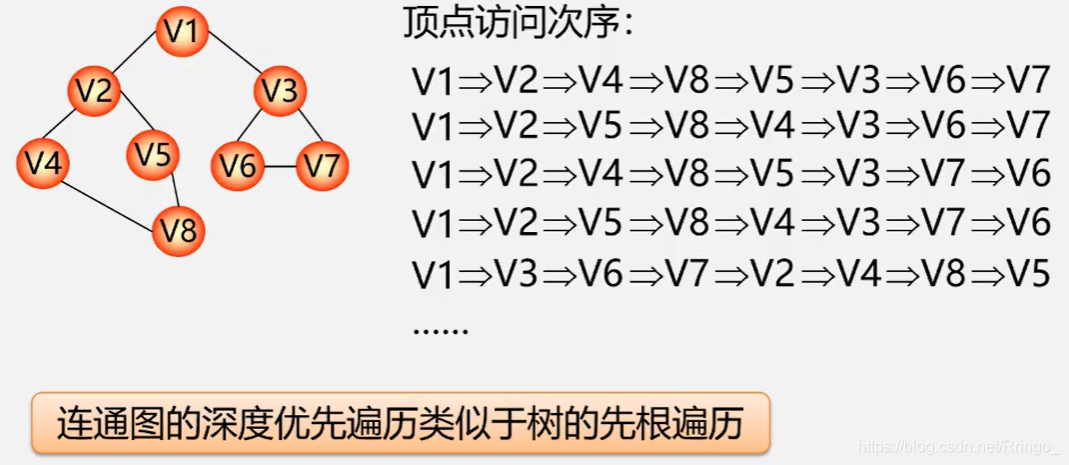 顶点访问次序：
V1⇒V2⇒V4⇒V8⇒V5⇒V3⇒V6⇒V7
V1⇒V2⇒V5⇒V8⇒V4⇒V3⇒V6⇒V7
V1⇒V2⇒V4⇒V8⇒V5⇒V3⇒V7⇒V6
V1⇒V2⇒V5⇒V8⇒V4⇒V3⇒V7⇒V6
V1⇒V3⇒V6⇒V7⇒V2⇒V4⇒V8⇒V5
......
V1
V2 V3
V4 V5 V6 V7
V8
连通图的深度优先遍历类似于树的先根遍历
https://blog.csdn.net/Rringo_